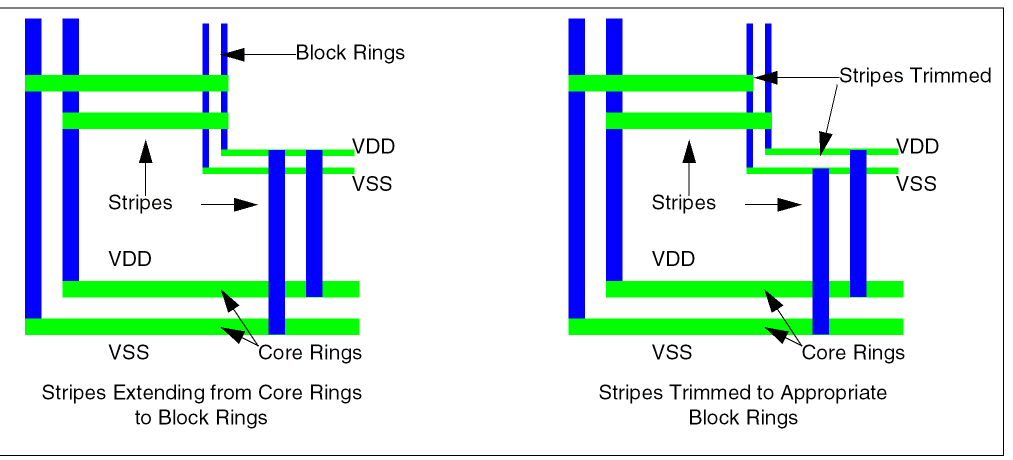 Block Rings
VDD
VSS
Stripes
VDD
VSS
Core Rings
Stripes Extending from Core Rings
to Block Rings
Stripes Trimmed
VDD
VSS
Stripes
VDD
VSS
Core Rings
Stripes Trimmed to Appropriate
Block Rings